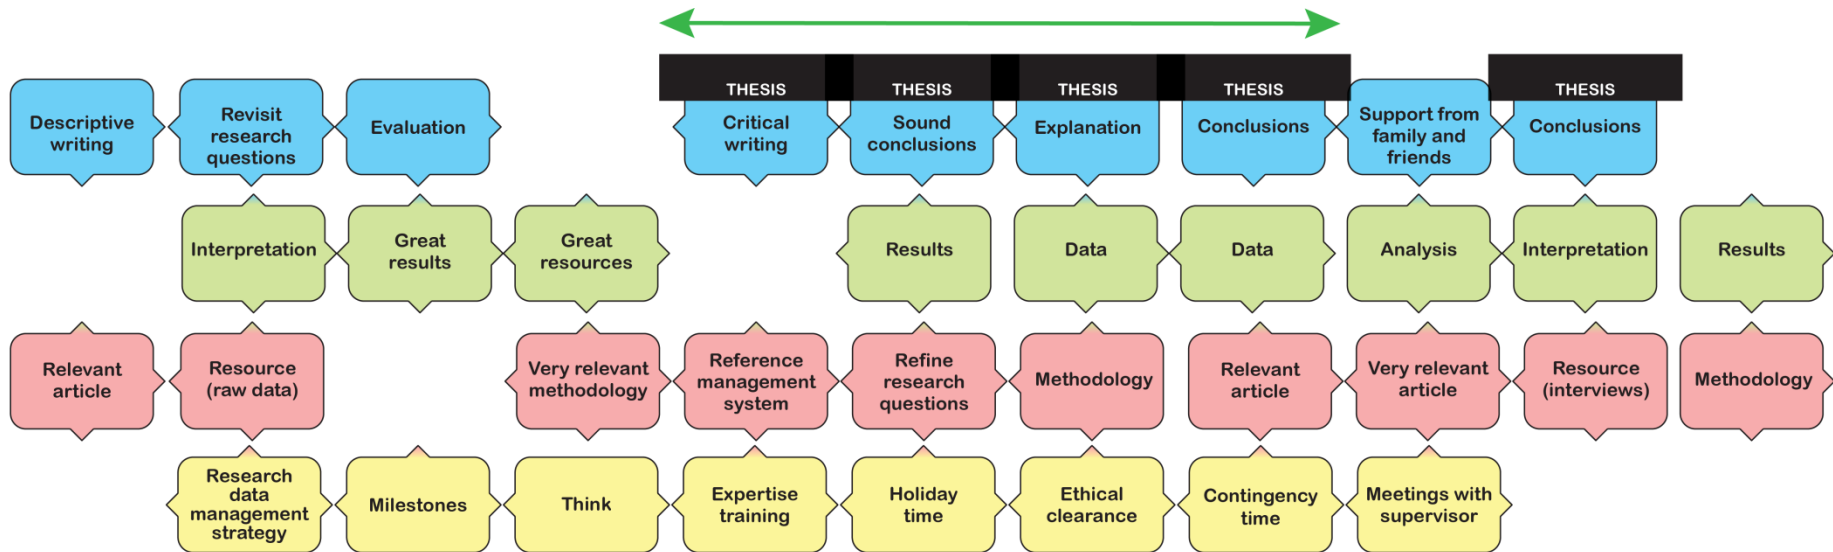 THESIS THESIS THESIS THESIS THESIS
Descriptive
writing
Revisit
research
questions
Evaluation
Critical
writing
Sound
conclusions
Explanation
Conclusions
Support from
family and
friends
Conclusions
Interpretation
Great
results
Great
resources
Results
Data
Data
Analysis
Interpretation
Results
Relevant
article
Resource
(raw data)
Very relevant
methodology
Reference
management
system
Refine
research
questions
Methodology
Relevant
article
Very relevant
article
Resource
(interviews)
Methodology
Research
data
management
strategy
Milestones
Think
Expertise
training
Holiday
time
Ethical
clearance
Contingency
time
Meetings with
supervisor